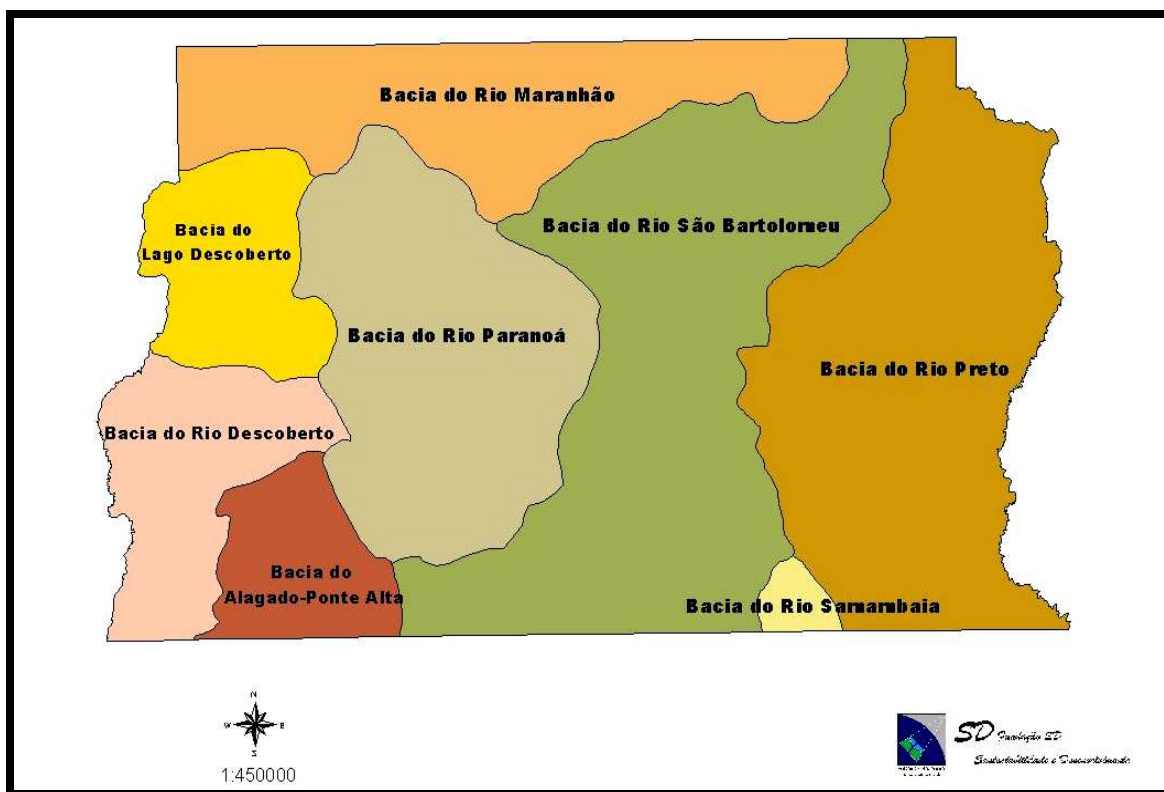 Bacia do Rio Maranhão
Bacia do Rio São Bartolomeu
Bacia do
Lago Descoberto
Bacia do Rio Paranoá
Bacia do Rio Preto
Bacia do Rio Descoberto
Bacia do
Alagado-Ponte Alta
Bacia do Rio Samambaia
N
W E
S
1:450000
SD Fundação SD
Sustentabilidade e Desenvolvimento